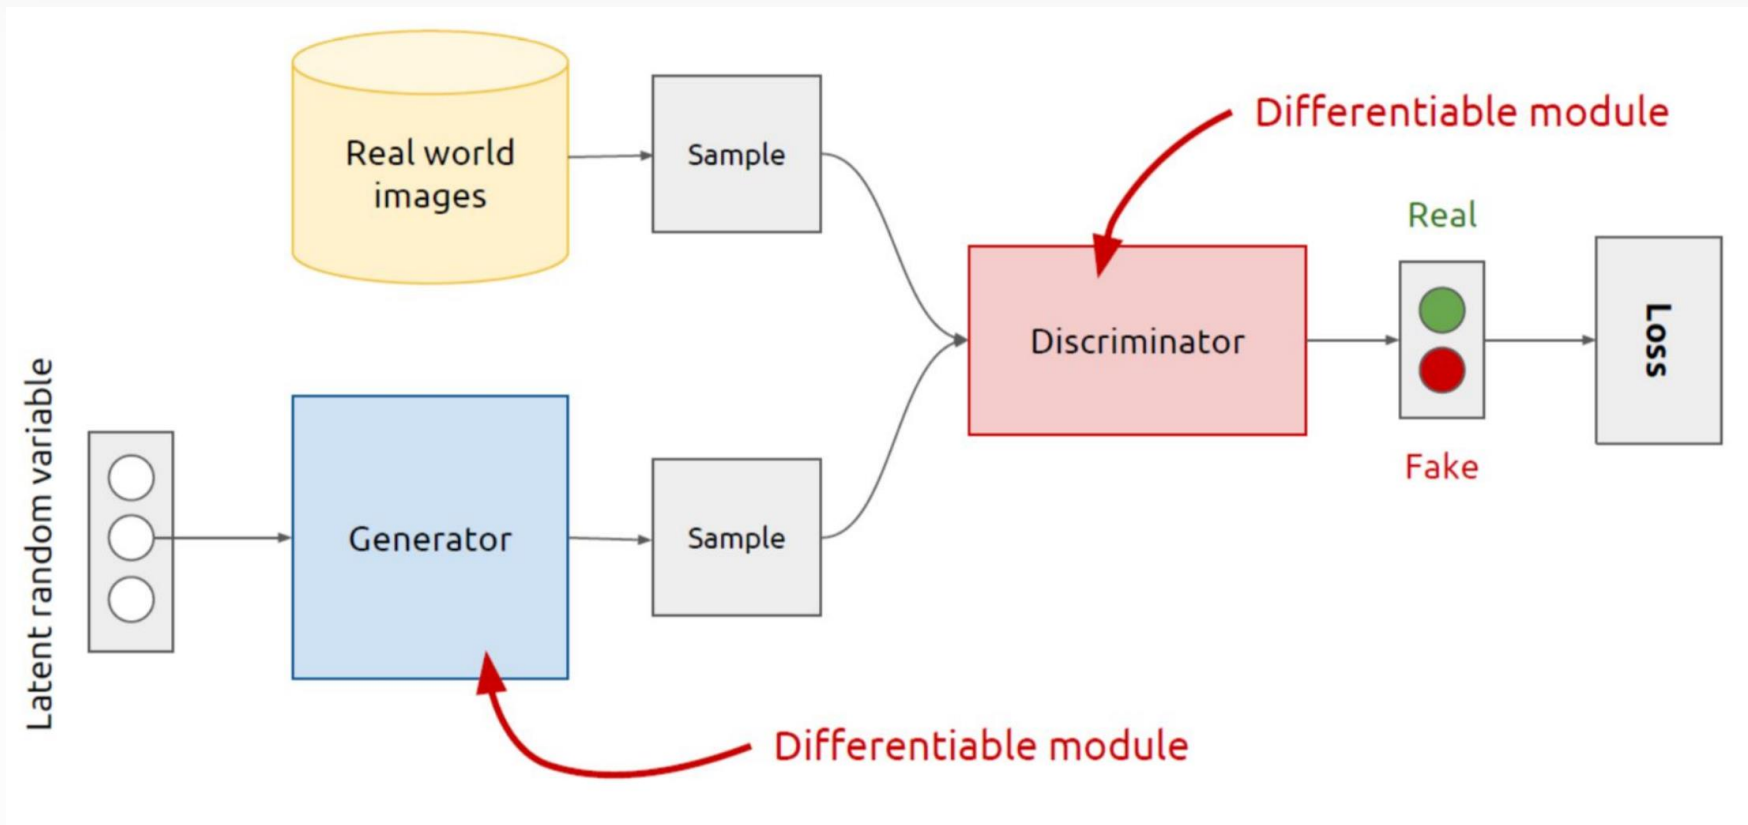 Real world
images
Sample
Differentiable module
Real
Discriminator
Loss
Fake
Latent random variable
Generator
Sample
Differentiable module